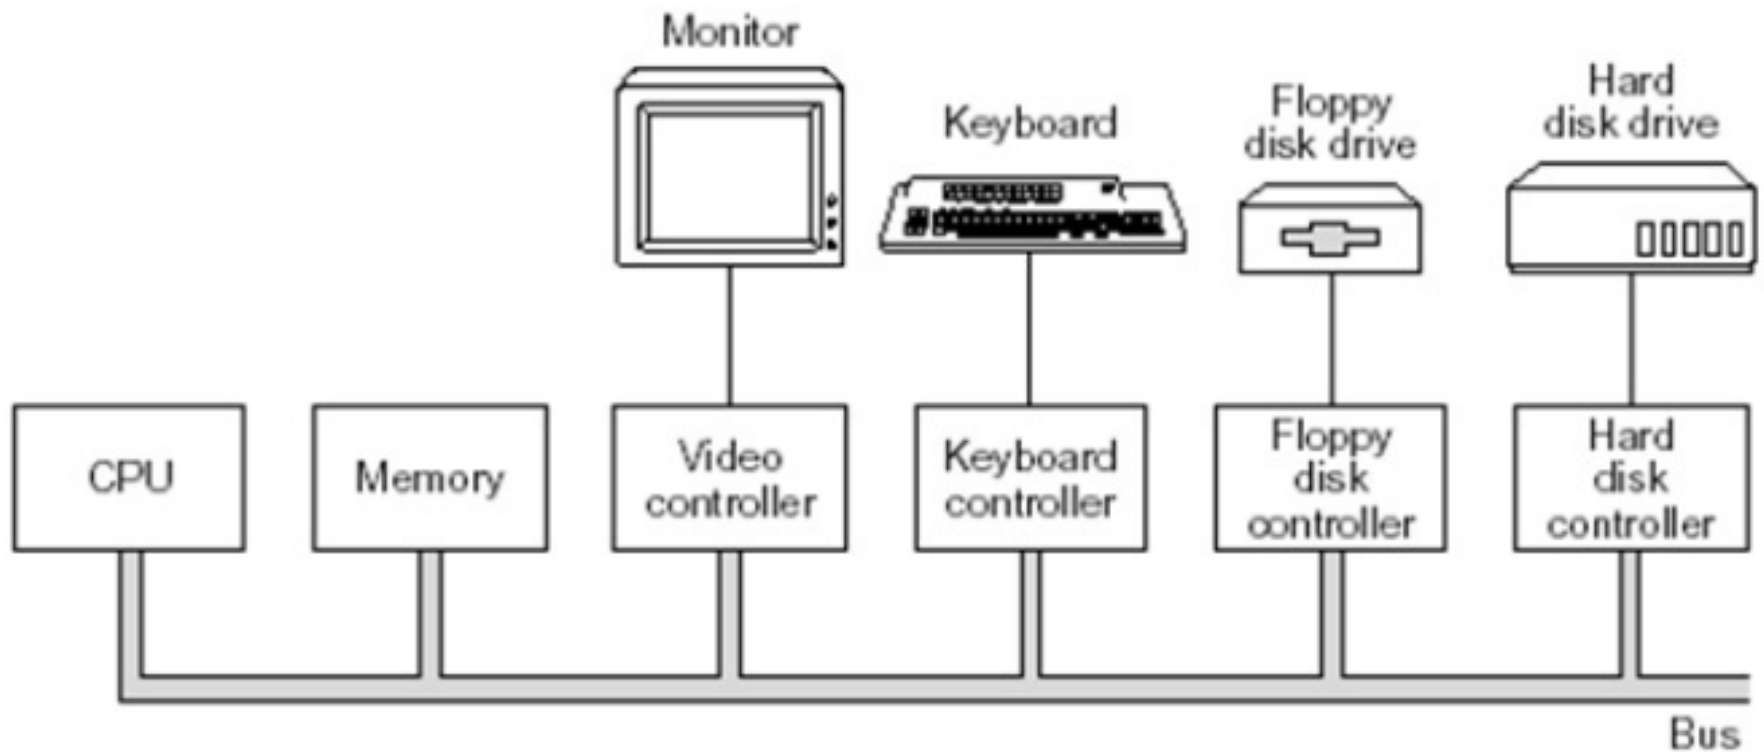 Monitor
Keyboard
Floppy
disk drive
Hard
disk drive
CPU
Memory
Video
controller
Keyboard
controller
Floppy
disk
controller
Hard
disk
controller
Bus